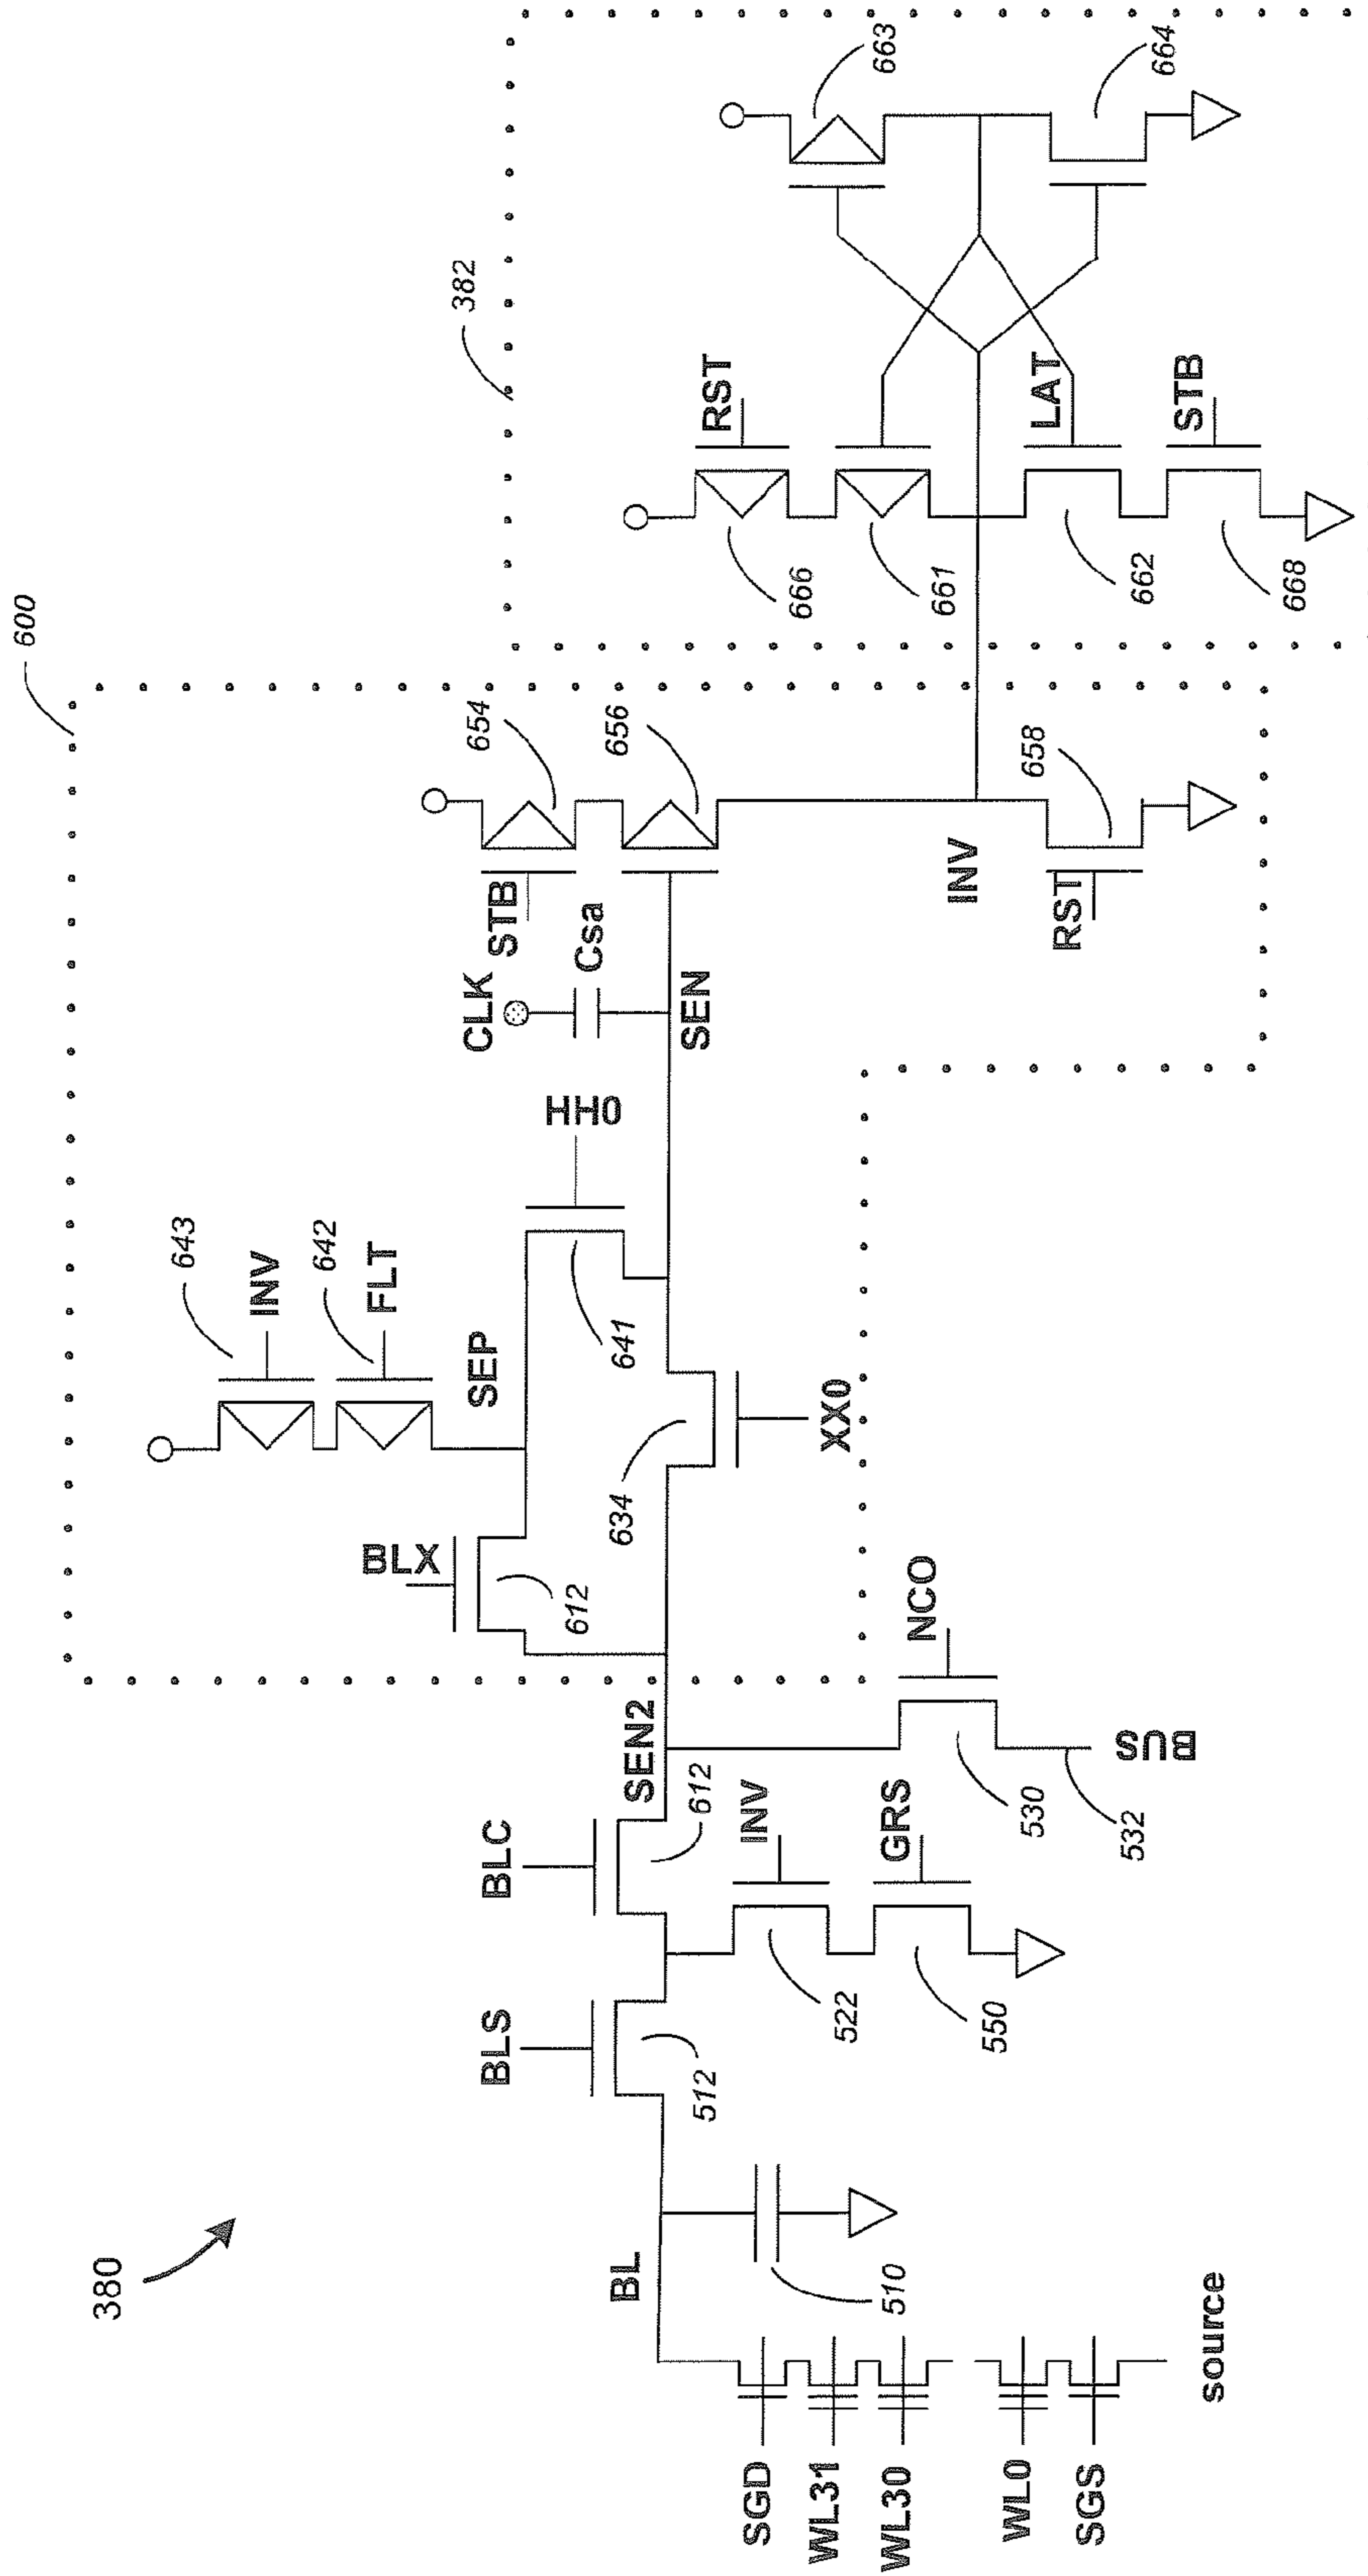 380
600
382
SGD
WL31
WL30
WL0
SGS
source
BL
510
BLS
512
BLC
612
INV
522
GRS
550
SEN2
NCO
530
532
BUS
BLX
612
643
INV
642
FLT
SEP
634
XX0
641
HH0
CLK
Csa
SEN
STB
654
656
INV
658
RST
RST
666
661
662
LAT
STB
668
663
664